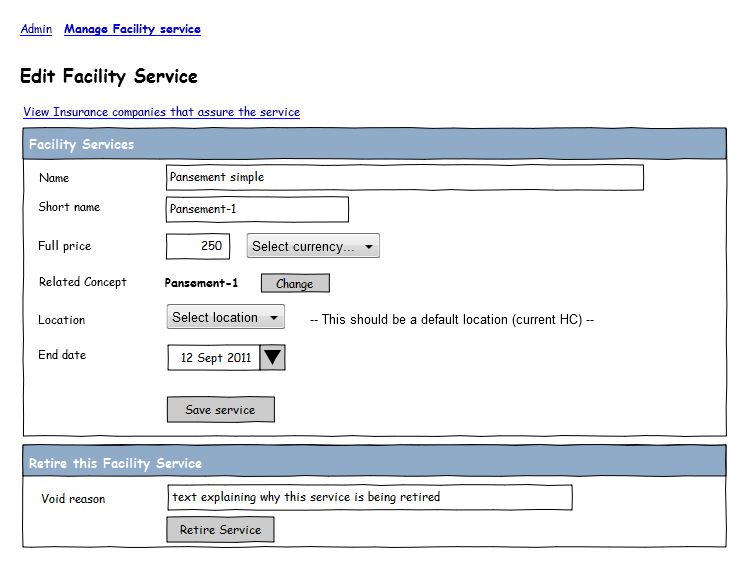 Admin Manage Facility service
Edit Facility Service
View Insurance companies that assure the service
Facility Services
Name Pansement simple
Short name Pansement-1
Full price 250 Select currency...
Related Concept Pansement-1 Change
Location Select location -- This should be a default location (current HC) --
End date 12 Sept 2011
Save service
Retire this Facility Service
Void reason text explaining why this service is being retired
Retire Service